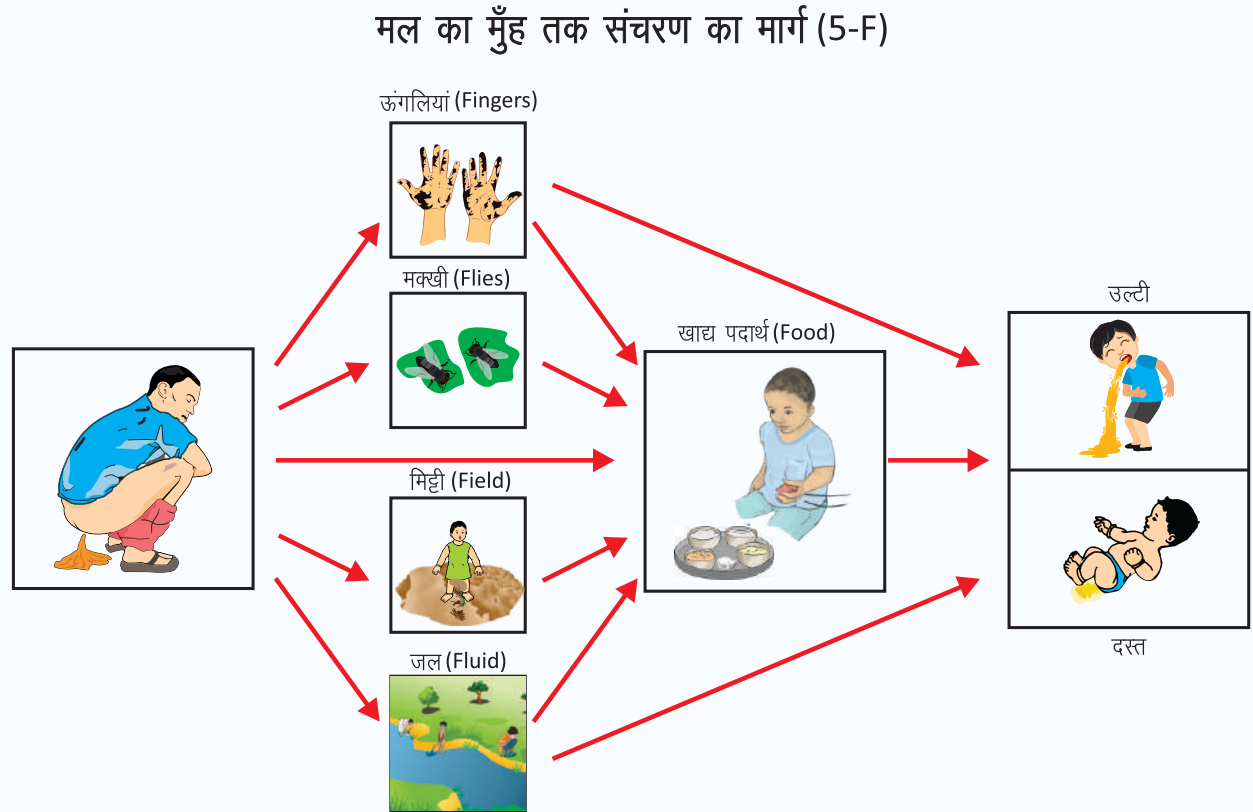 मल का मुँह तक संचरण का मार्ग (5-F)
ऊंगलियां (Fingers)
मक्खी (Flies)
मिट्टी (Field)
जल (Fluid)
खाद्य पदार्थ (Food)
उल्टी
दस्त